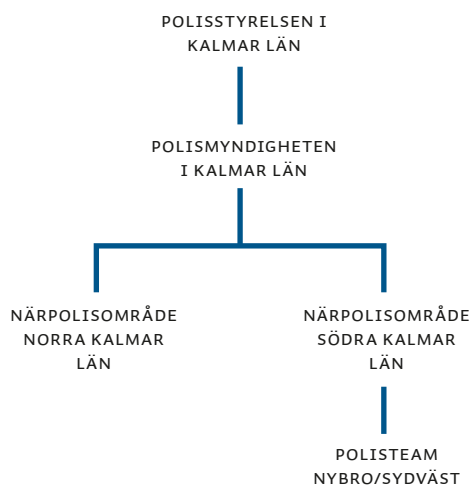 POLISSTYRELSEN I
KALMAR LÄN
POLISMYNDIGHETEN
I KALMAR LÄN
NÄRPOLISOMRÅDE
NORRA KALMAR
LÄN
NÄRPOLISOMRÅDE
SÖDRA KALMAR
LÄN
POLISTEAM
NYBRO/SYDVÄST